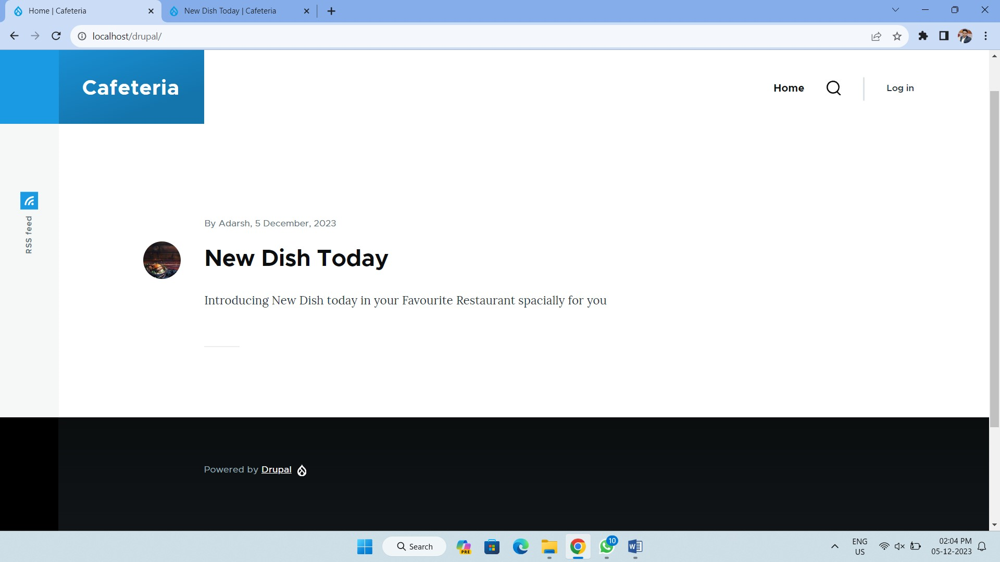 Home | Cafeteria
New Dish Today | Cafeteria
localhost/drupal/
Cafeteria
Home
Log in
RSS feed
By Adarsh, 5 December, 2023
New Dish Today
Introducing New Dish today in your Favourite Restaurant spacially for you
Powered by Drupal
Search
PRE
10
W
ENG
US
02:04 PM
05-12-2023